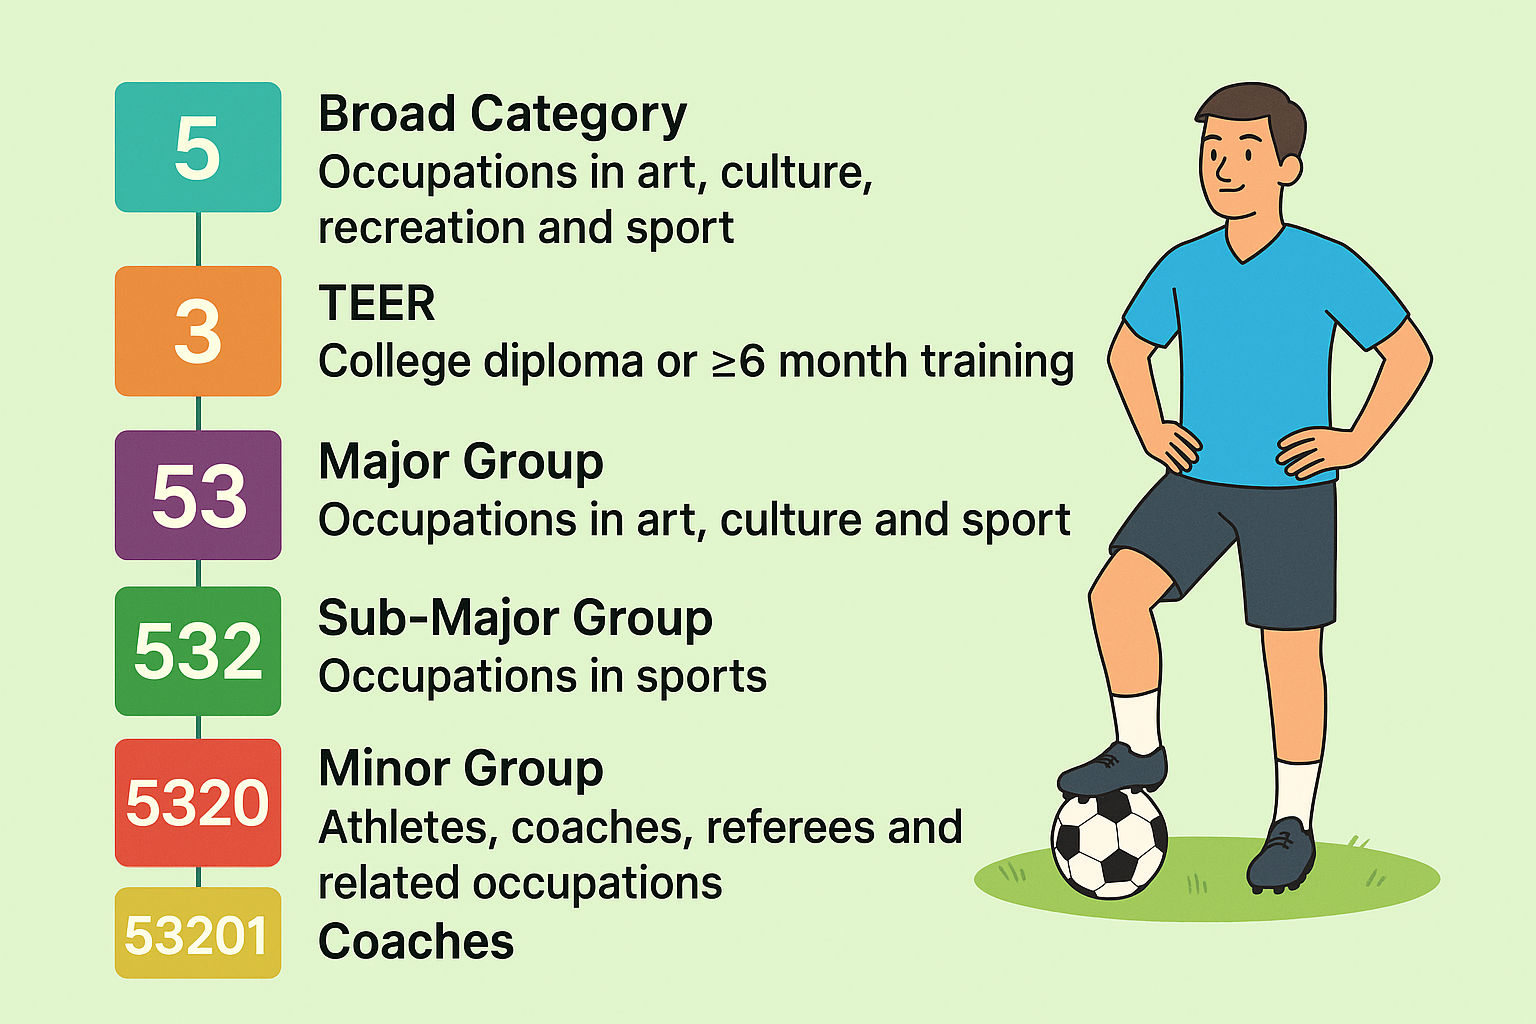 5
Broad Category
Occupations in art, culture,
recreation and sport
3
TEER
College diploma or ≥6 month training
53
Major Group
Occupations in art, culture and sport
532
Sub-Major Group
Occupations in sports
5320
Minor Group
Athletes, coaches, referees and
related occupations
53201
Coaches